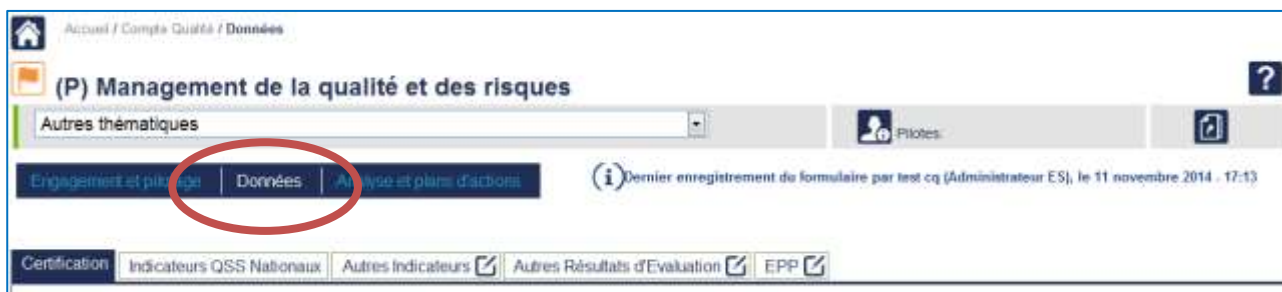 Accueil / Compte Qualité / Données
(P) Management de la qualité et des risques
?
Autres thématiques
Pilotes:
Engagement et pilotage Données Analyse et plans d'actions
i Dernier enregistrement du formulaire par test cq (Administrateur ES), le 11 novembre 2014 - 17:13
Certification Indicateurs QSS Nationaux Autres Indicateurs Autres Résultats d'Evaluation EPP